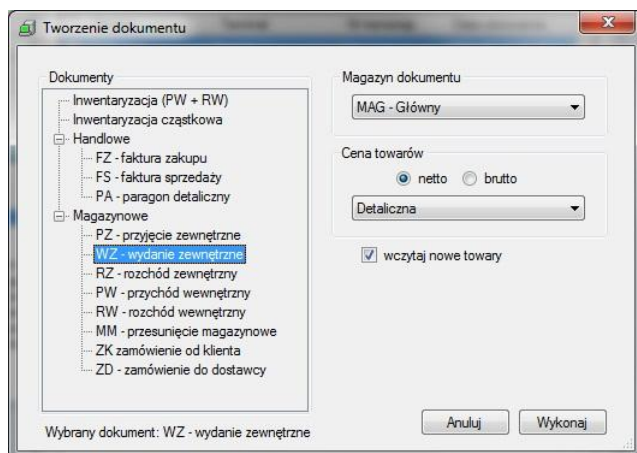 Tworzenie dokumentu
Dokumenty
Inwentaryzacja (PW + RW)
Inwentaryzacja cząstkowa
Handlowe
FZ - faktura zakupu
FS - faktura sprzedaży
PA - paragon detaliczny
Magazynowe
PZ - przyjęcie zewnętrzne
WZ - wydanie zewnętrzne
RZ - rozchód zewnętrzny
PW - przychód wewnętrzny
RW - rozchód wewnętrzny
MM - przesunięcie magazynowe
ZK zamówienie od klienta
ZD - zamówienie do dostawcy
Wybrany dokument: WZ - wydanie zewnętrzne
Magazyn dokumentu
MAG - Główny
Cena towarów
netto brutto
Detaliczna
wczytaj nowe towary
Anuluj Wykonaj